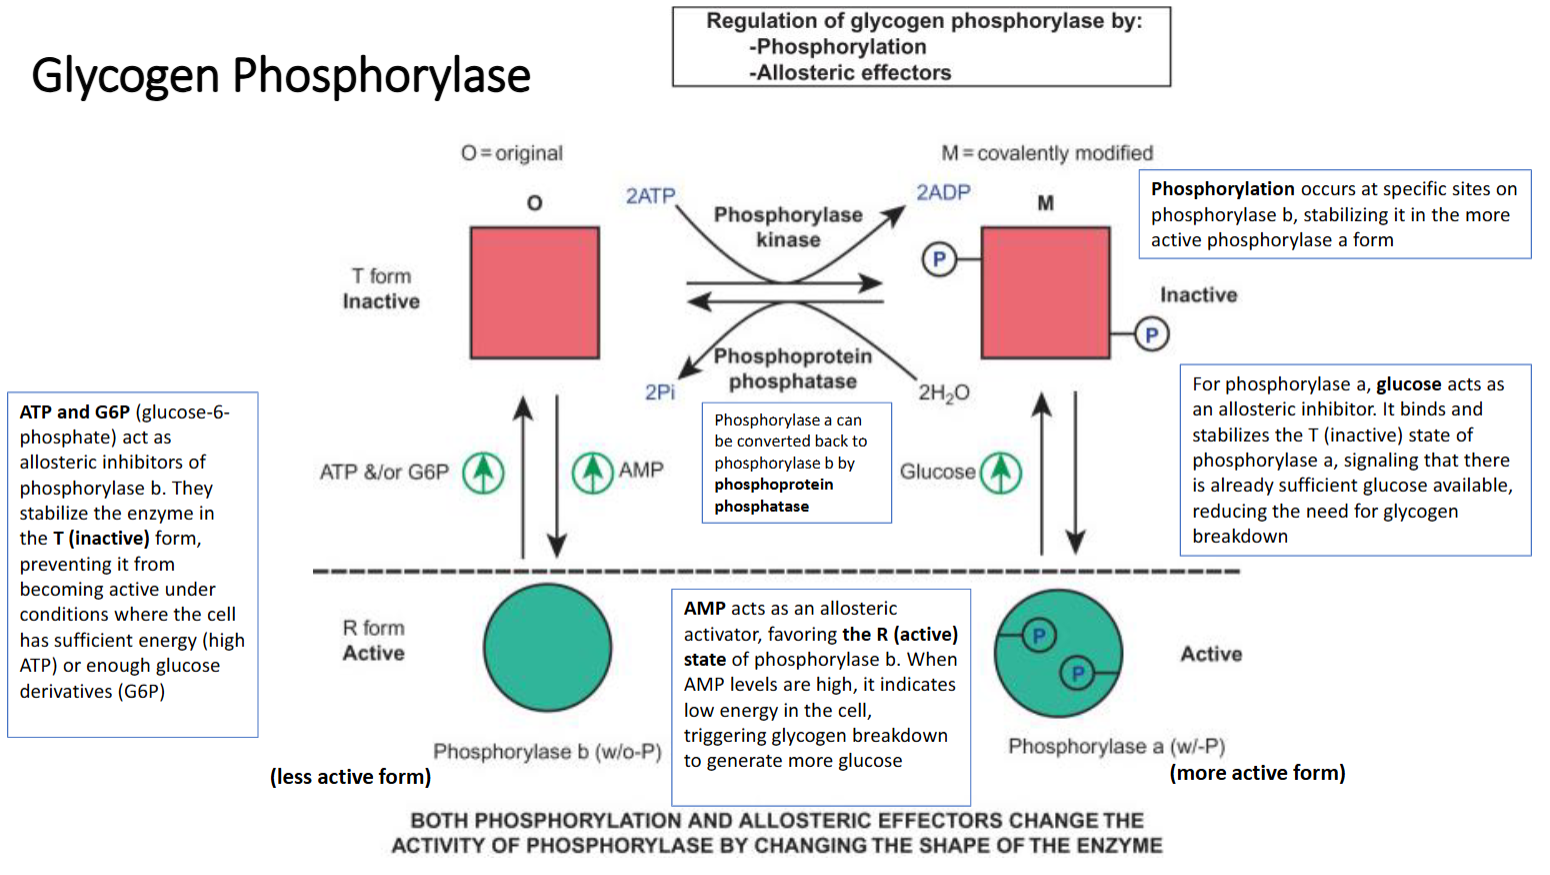 Glycogen Phosphorylase
Regulation of glycogen phosphorylase by:
-Phosphorylation
-Allosteric effectors
O = original
M = covalently modified
O
2ATP
Phosphorylase
kinase
2ADP
M
Phosphorylation occurs at specific sites on
phosphorylase b, stabilizing it in the more
active phosphorylase a form
T form
Inactive
P
P
Inactive
Phosphoprotein
phosphatase
2Pi
2H₂O
ATP and G6P (glucose-6-
phosphate) act as
allosteric inhibitors of
phosphorylase b. They
stabilize the enzyme in
the T (inactive) form,
preventing it from
becoming active under
conditions where the cell
has sufficient energy (high
ATP) or enough glucose
derivatives (G6P)
ATP &/or G6P
AMP
Phosphorylase a can
be converted back to
phosphorylase b by
phosphoprotein
phosphatase
Glucose
For phosphorylase a, glucose acts as
an allosteric inhibitor. It binds and
stabilizes the T (inactive) state of
phosphorylase a, signaling that there
is already sufficient glucose available,
reducing the need for glycogen
breakdown
R form
Active
AMP acts as an allosteric
activator, favoring the R (active)
state of phosphorylase b. When
AMP levels are high, it indicates
low energy in the cell,
triggering glycogen breakdown
to generate more glucose
P
P
Active
Phosphorylase b (w/o-P)
(less active form)
Phosphorylase a (w/-P)
(more active form)
BOTH PHOSPHORYLATION AND ALLOSTERIC EFFECTORS CHANGE THE
ACTIVITY OF PHOSPHORYLASE BY CHANGING THE SHAPE OF THE ENZYME